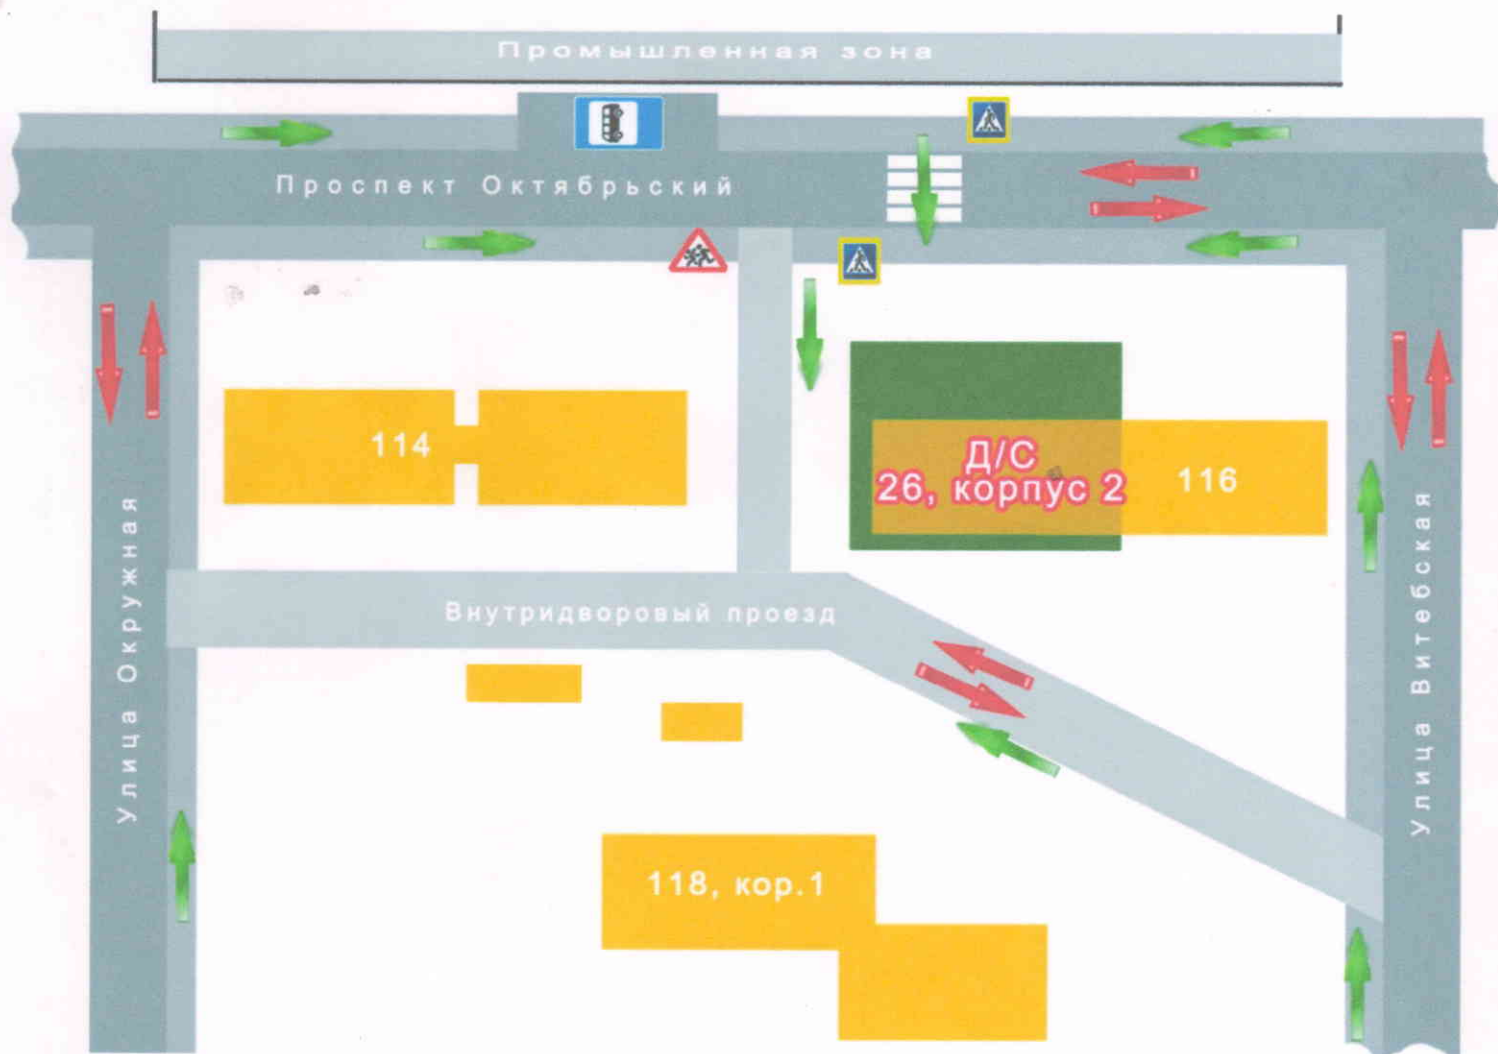 Промышленная зона
Проспект Октябрьский
114
Д/С
26, корпус 2
116
Улица Окружная
Внутридворовый проезд
Улица Витебская
118, кор.1